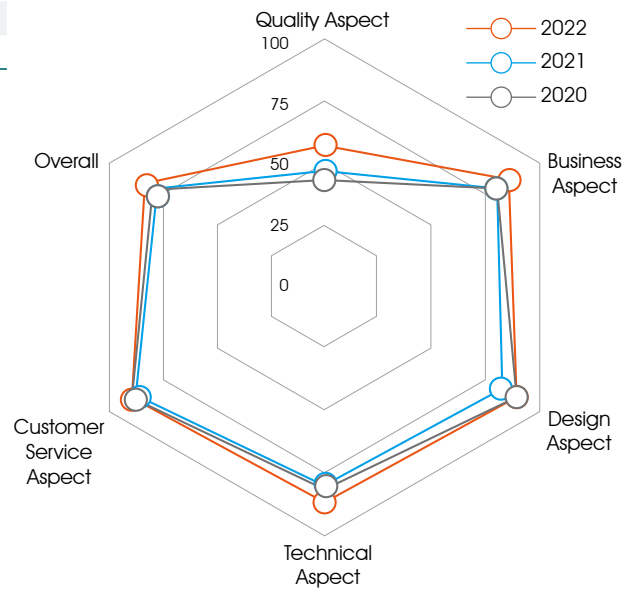 Quality Aspect
2022
2021
2020
100
75
50
25
0
Overall
Business
Aspect
Customer
Service
Aspect
Design
Aspect
Technical
Aspect